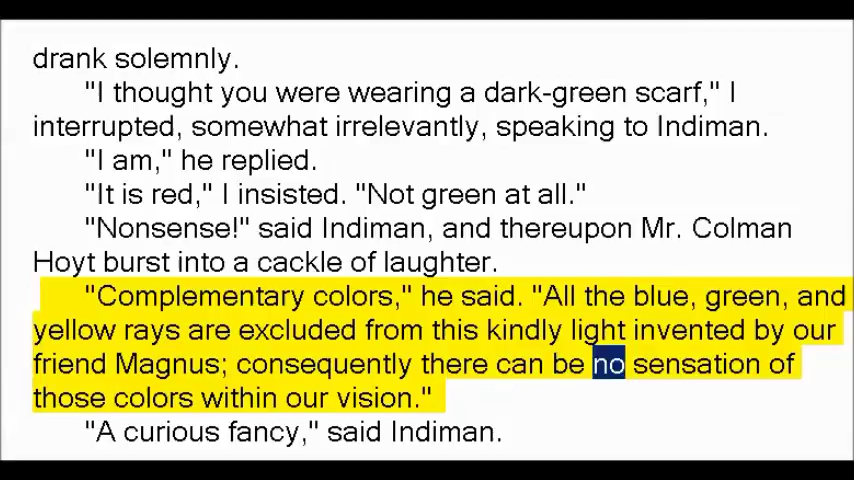 drank solemnly.
"I thought you were wearing a dark-green scarf," I
interrupted, somewhat irrelevantly, speaking to Indiman.
"I am," he replied.
"It is red," I insisted. "Not green at all."
"Nonsense!" said Indiman, and thereupon Mr. Colman
Hoyt burst into a cackle of laughter.
"Complementary colors," he said. "All the blue, green, and
yellow rays are excluded from this kindly light invented by our
friend Magnus; consequently there can be no sensation of
those colors within our vision."
"A curious fancy," said Indiman.